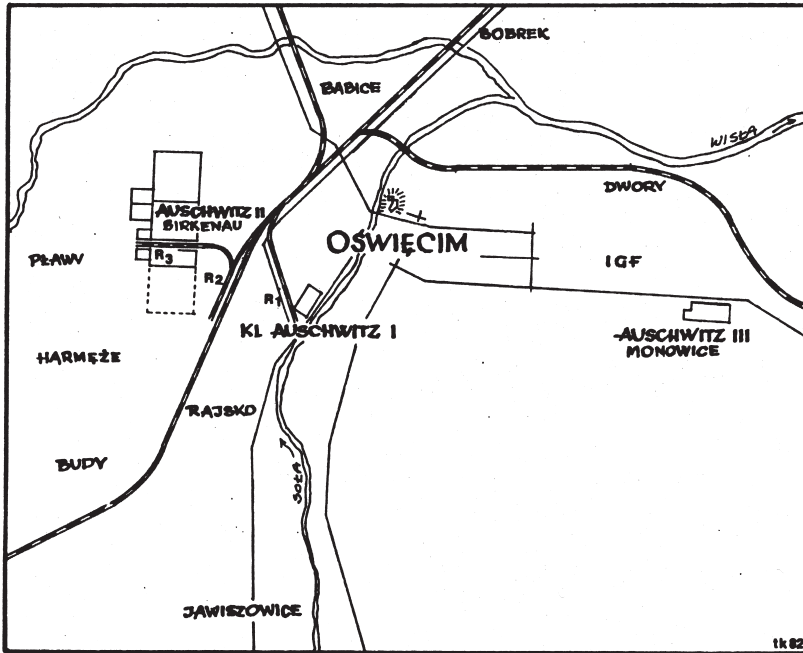 BOBREK
BABICE
WISŁA
DWORY
AUSCHWITZ II
BIRKENAU
OŚWIĘCIM
PŁAWY
R3
R2
IGF
R1
KL AUSCHWITZ I
AUSCHWITZ III
MONOWICE
HARMĘŻE
RAJSKO
BUDY
SOŁA
JAWISZOWICE
tk82